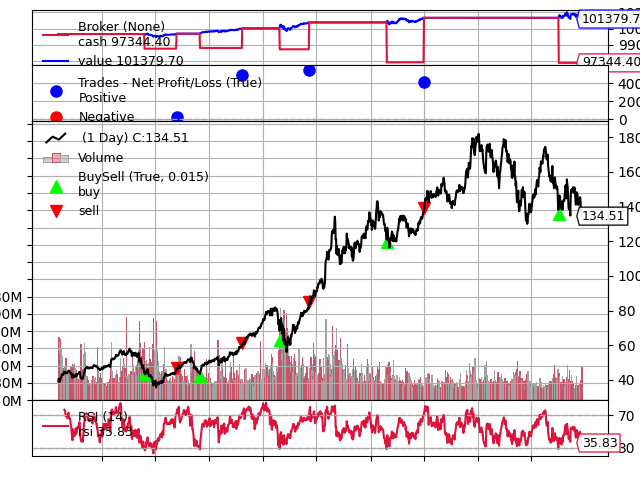 Broker (None)
cash 97344.40
value 101379.70
101379.7
990
97344.40
Trades - Net Profit/Loss (True)
Positive
Negative
400
200
0
(1 Day) C:134.51
Volume
BuySell (True, 0.015)
buy
sell
180
160
140
134.51
120
100
80
60
40
0M
RSI (14)
rsi 35.83
70
35.83
30